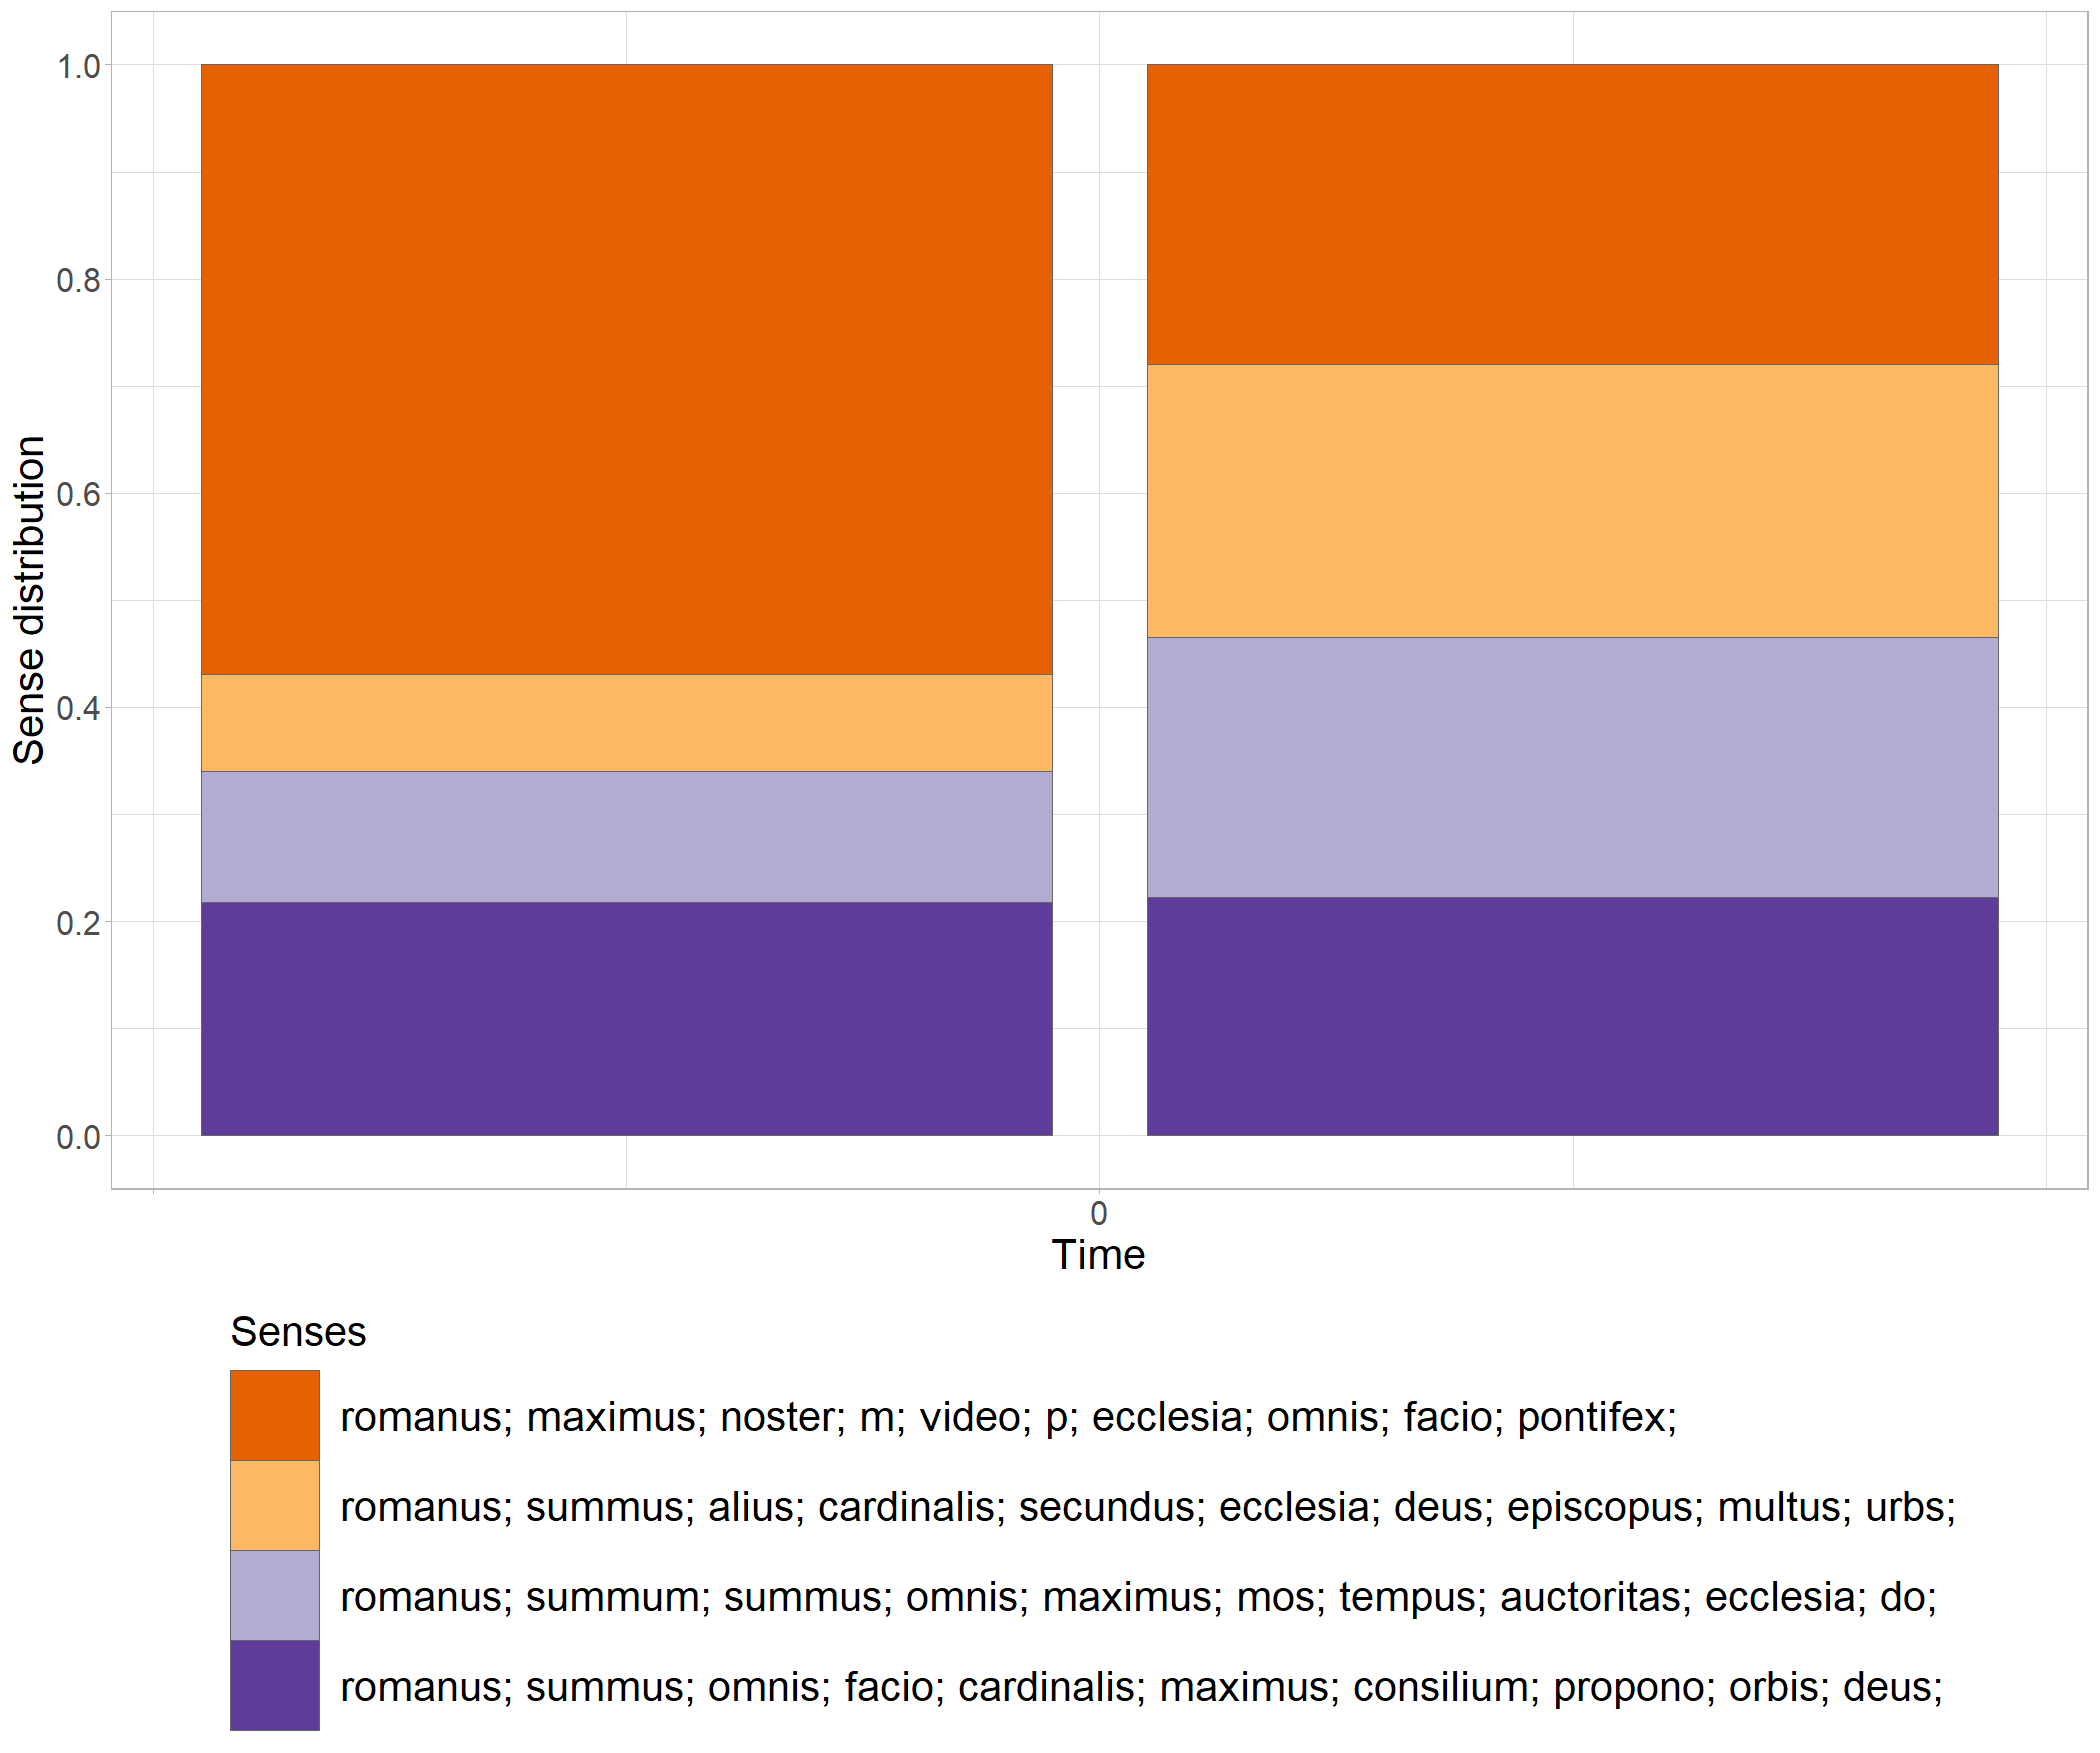 1.0
0.8
0.6
0.4
0.2
0.0
Sense distribution
0
Time
Senses
romanus; maximus; noster; m; video; p; ecclesia; omnis; facio; pontifex;
romanus; summus; alius; cardinalis; secundus; ecclesia; deus; episcopus; multus; urbs;
romanus; summum; summus; omnis; maximus; mos; tempus; auctoritas; ecclesia; do;
romanus; summus; omnis; facio; cardinalis; maximus; consilium; propono; orbis; deus;